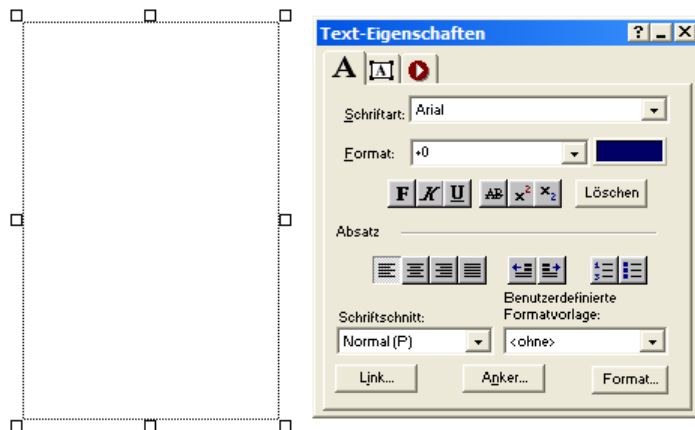 Text-Eigenschaften
A A
Schriftart: Arial
Format: +0
F K U AB x² x₂ Löschen
Absatz
Schriftschnitt:
Benutzerdefinierte
Formatvorlage:
Normal (P)
<ohne>
Link... Anker... Format...